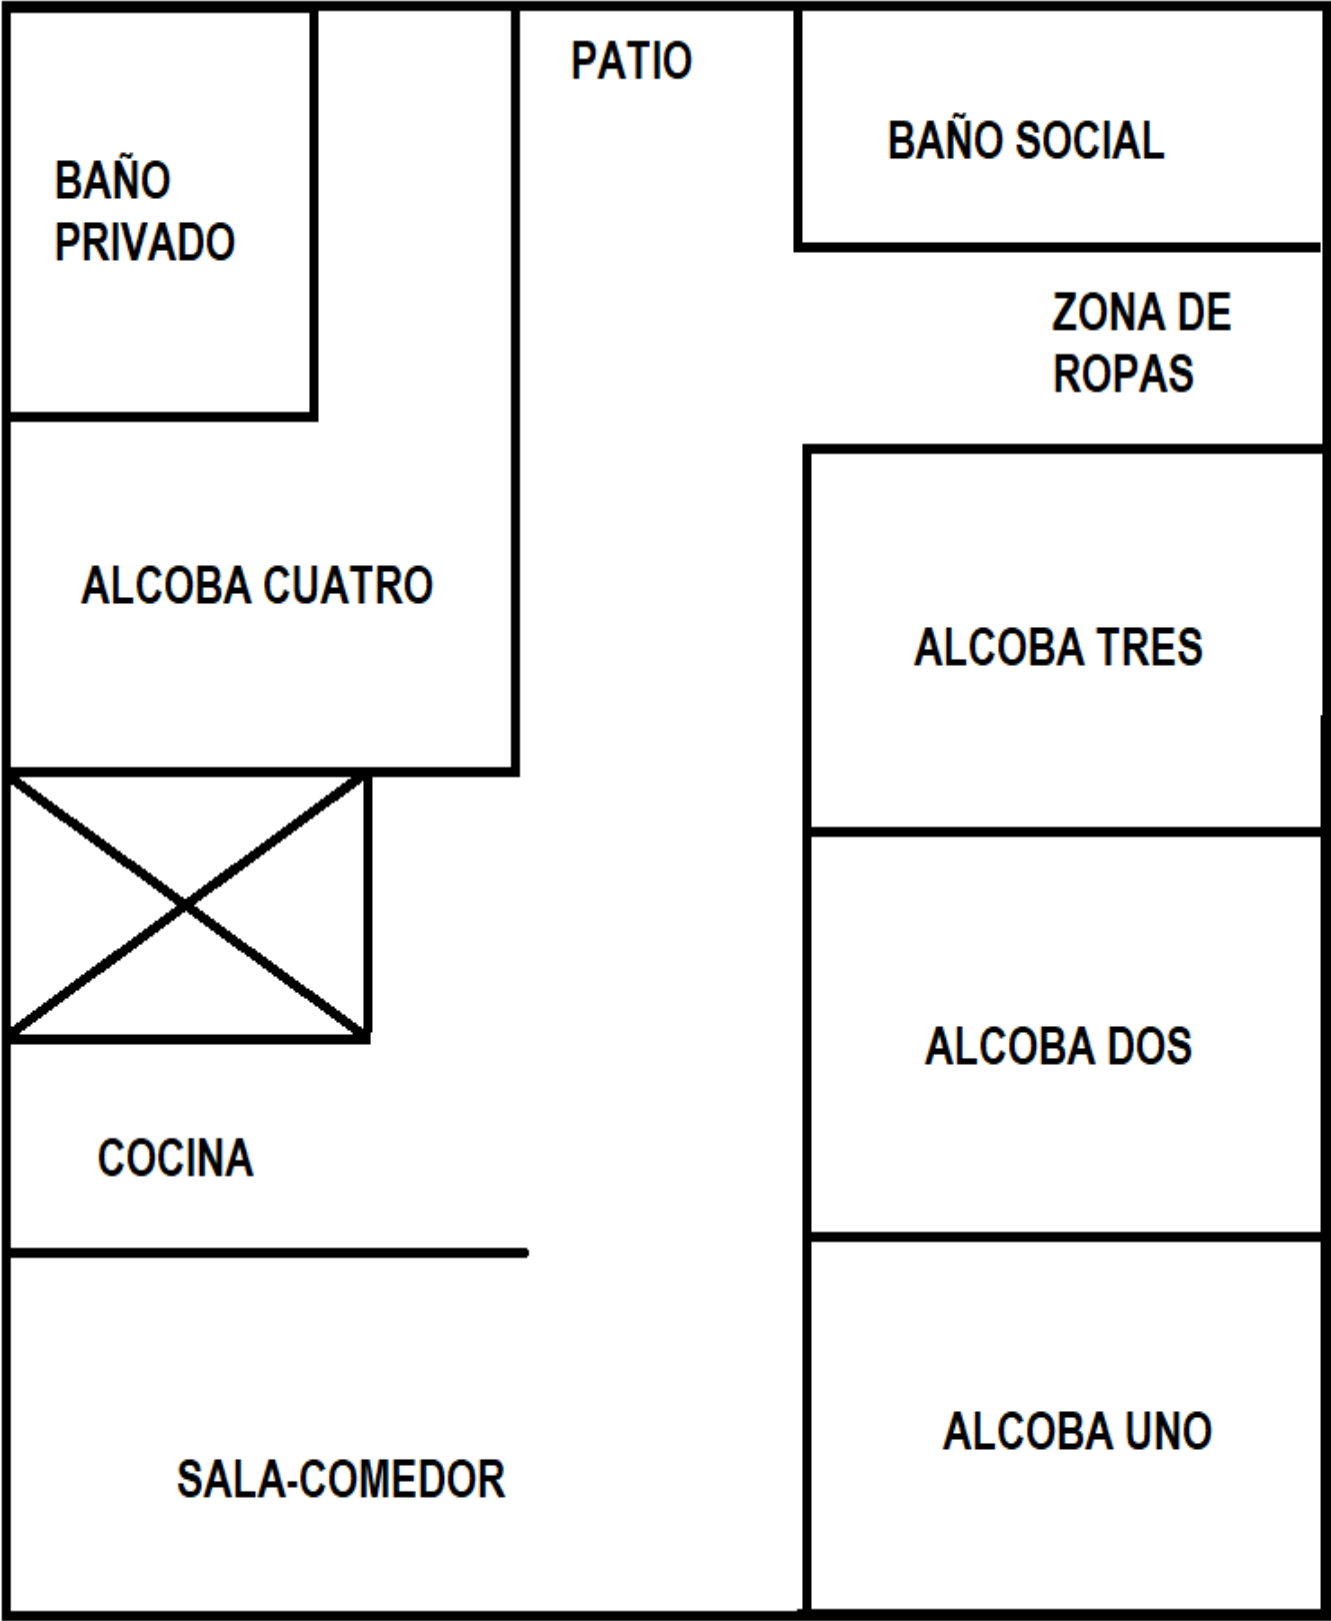 PATIO
BAÑO SOCIAL
BAÑO
PRIVADO
ZONA DE
ROPAS
ALCOBA CUATRO
ALCOBA TRES
ALCOBA DOS
COCINA
ALCOBA UNO
SALA-COMEDOR